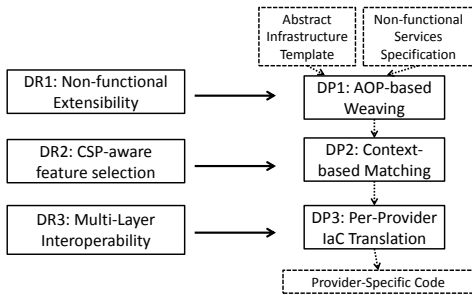 Abstract
Infrastructure
Template
Non-functional
Services
Specification
DR1: Non-functional
Extensibility
DP1: AOP-based
Weaving
DR2: CSP-aware
feature selection
DP2: Context-
based Matching
DR3: Multi-Layer
Interoperability
DP3: Per-Provider
IaC Translation
Provider-Specific Code